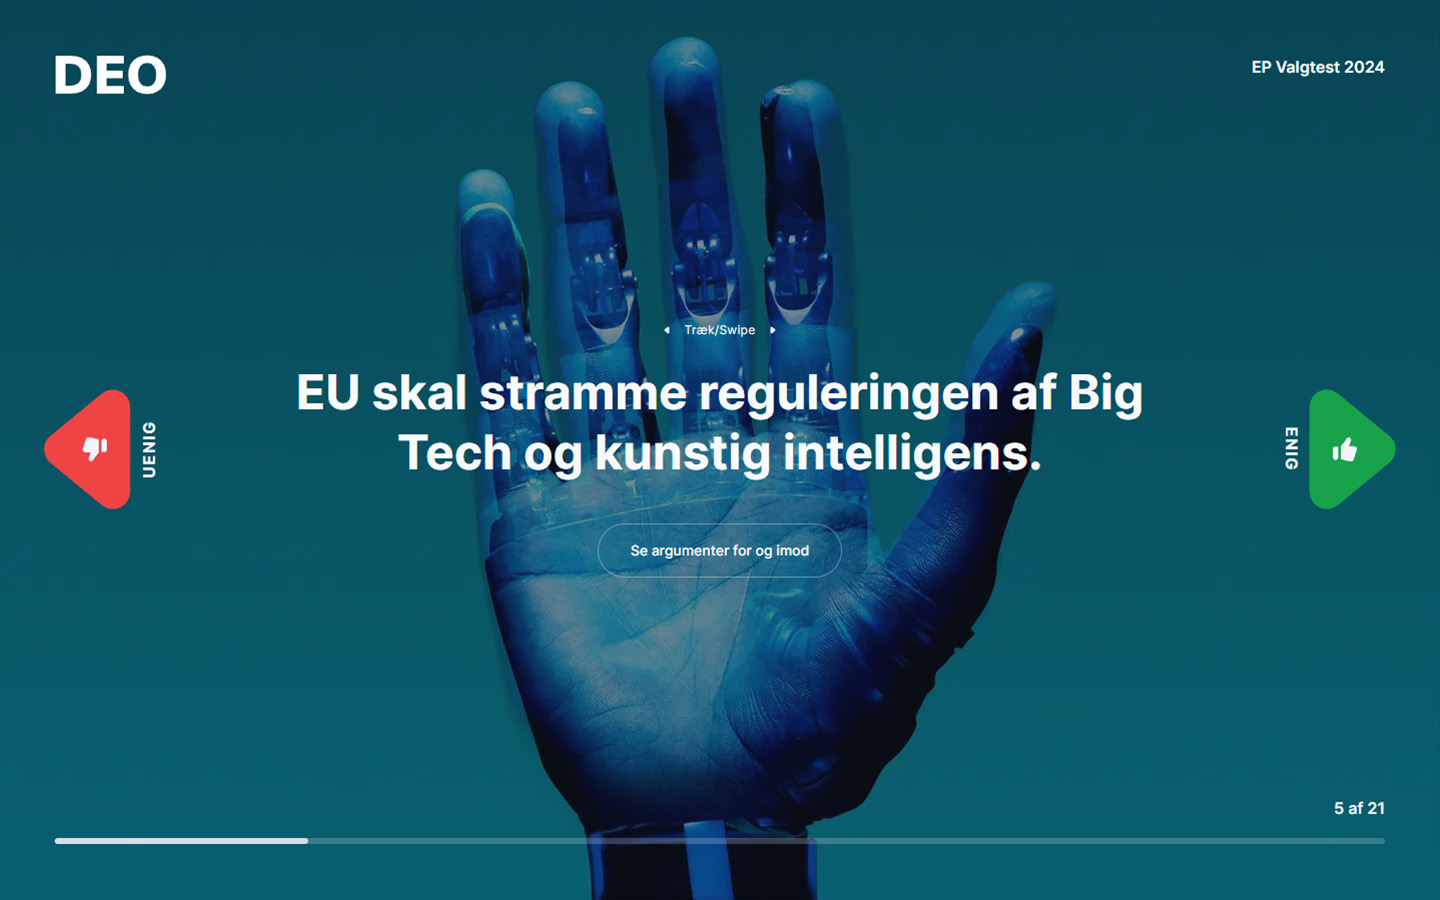 DEO
EP Valgtest 2024
Træk/Swipe
EU skal stramme reguleringen af Big
Tech og kunstig intelligens.
UENIG
ENIG
Se argumenter for og imod
5 af 21